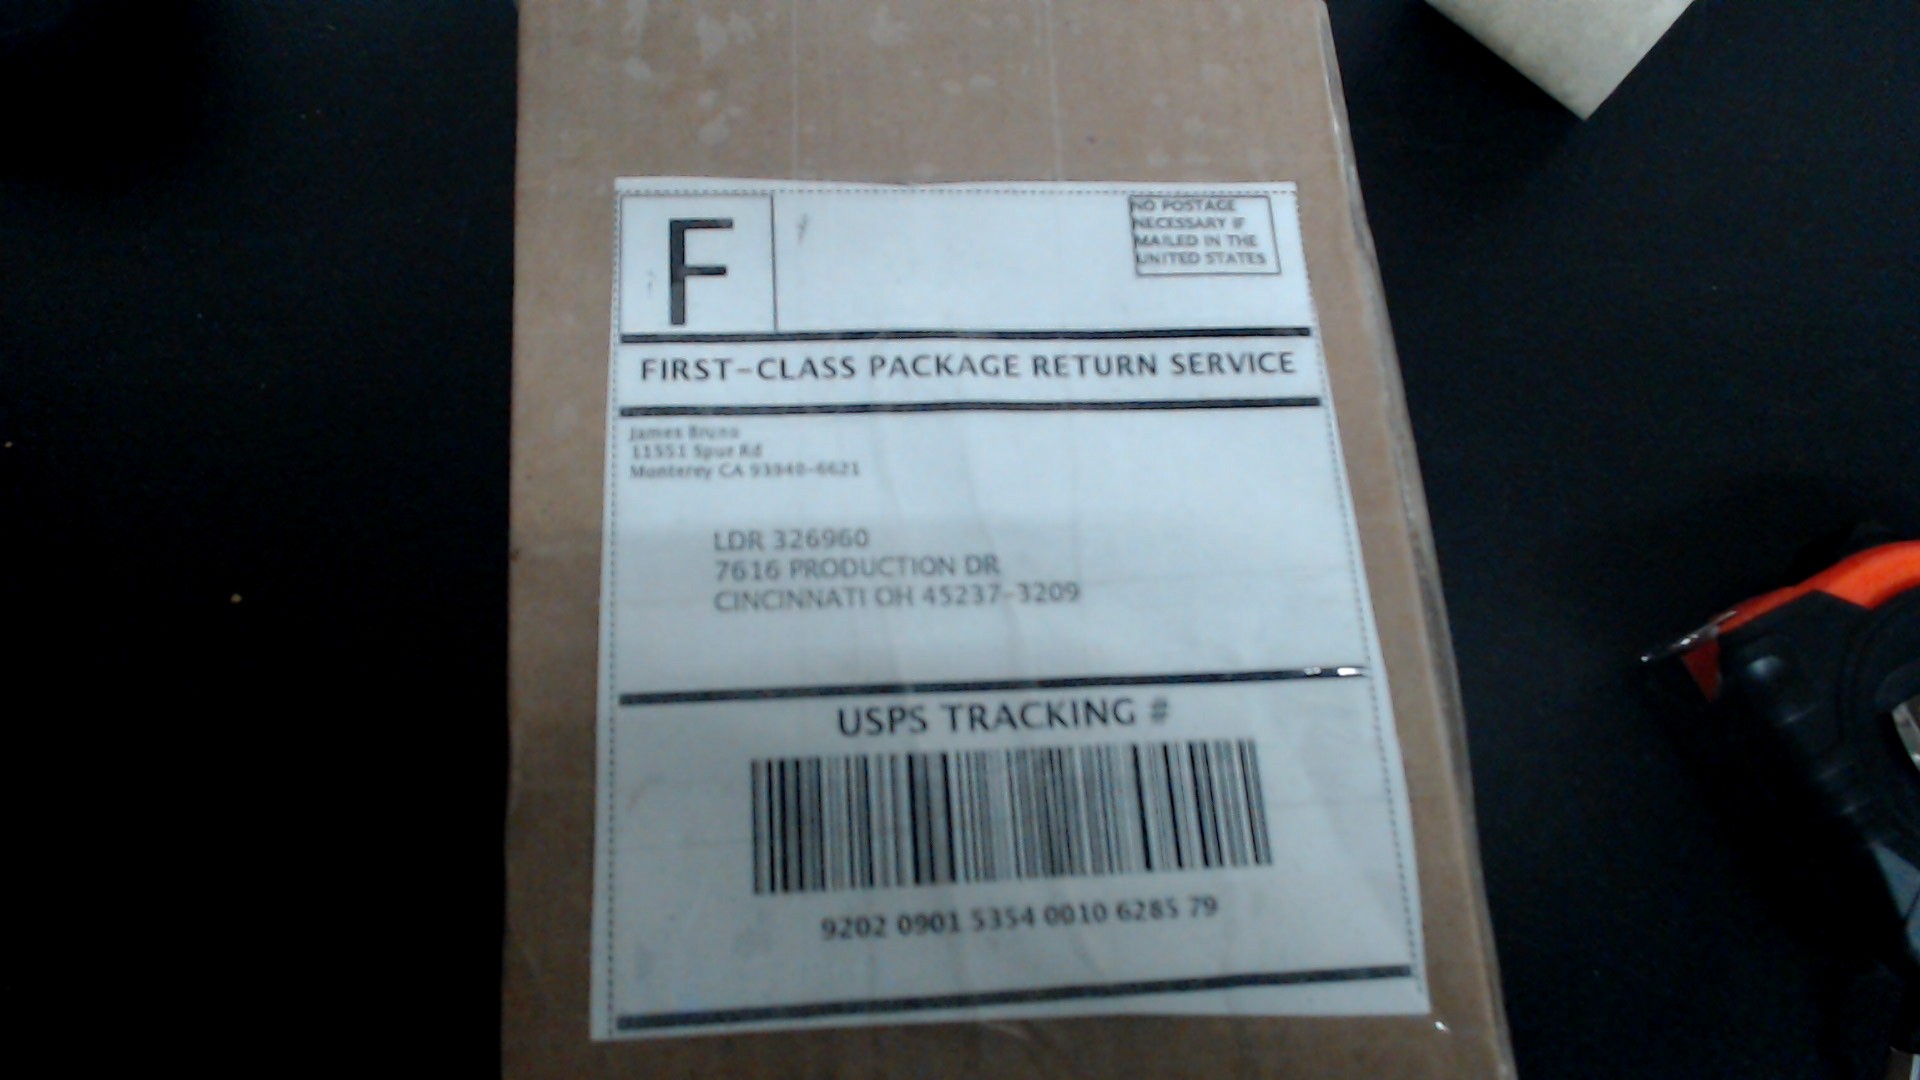 F
NO POSTAGE
NECESSARY IF
MAILED IN THE
UNITED STATES
FIRST-CLASS PACKAGE RETURN SERVICE
James Bruno
11551 Spur Rd
Monterey CA 93940-6621
LDR 326960
7616 PRODUCTION DR
CINCINNATI OH 45237-3209
USPS TRACKING #
9202 0901 5354 0010 6285 79